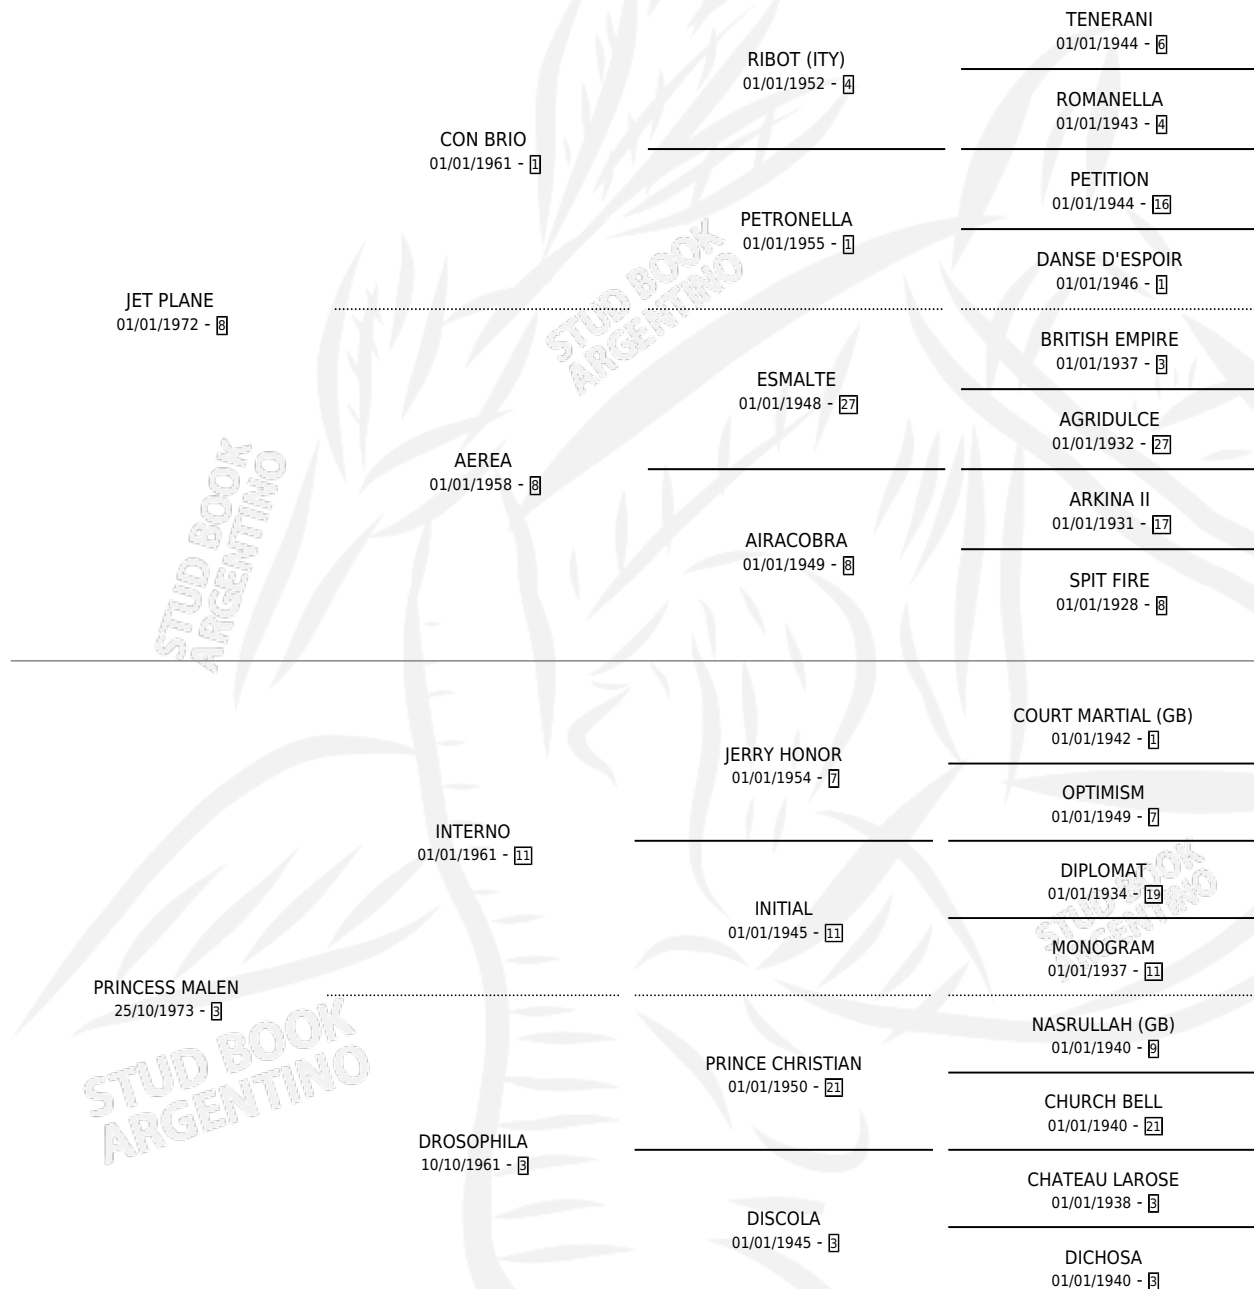 TENERANI
01/01/1944 - 6
RIBOT (ITY)
01/01/1952 - 4
ROMANELLA
01/01/1943 - 4
CON BRIO
01/01/1961 - 1
PETITION
01/01/1944 - 16
PETRONELLA
01/01/1955 - 1
DANSE D'ESPOIR
01/01/1946 - 1
JET PLANE
01/01/1972 - 8
BRITISH EMPIRE
01/01/1937 - 3
ESMALTE
01/01/1948 - 27
AGRIDULCE
01/01/1932 - 27
AEREA
01/01/1958 - 8
ARKINA II
01/01/1931 - 17
AIRACOBRA
01/01/1949 - 8
SPIT FIRE
01/01/1928 - 8
STUD BOOK
ARGENTINO
STUD BOOK
ARGENTINO
COURT MARTIAL (GB)
01/01/1942 - 1
JERRY HONOR
01/01/1954 - 7
OPTIMISM
01/01/1949 - 7
INTERNO
01/01/1961 - 11
DIPLOMAT
01/01/1934 - 19
INITIAL
01/01/1945 - 11
MONOGRAM
01/01/1937 - 11
STUD BOOK
ARGENTINO
PRINCESS MALEN
25/10/1973 - 3
NASRULLAH (GB)
01/01/1940 - 9
PRINCE CHRISTIAN
01/01/1950 - 21
CHURCH BELL
01/01/1940 - 21
STUD BOOK
ARGENTINO
DROSOPHILA
10/10/1961 - 3
CHATEAU LAROSE
01/01/1938 - 3
DISCOLA
01/01/1945 - 3
DICHOSA
01/01/1940 - 3